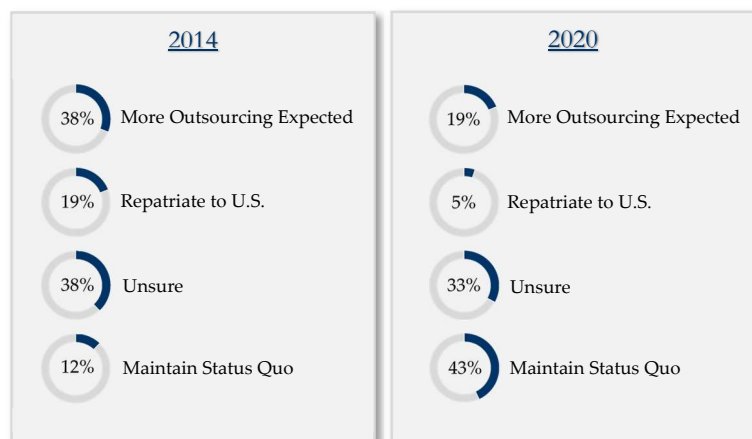 2014
38% More Outsourcing Expected
19% Repatriate to U.S.
38% Unsure
12% Maintain Status Quo
2020
19% More Outsourcing Expected
5% Repatriate to U.S.
33% Unsure
43% Maintain Status Quo